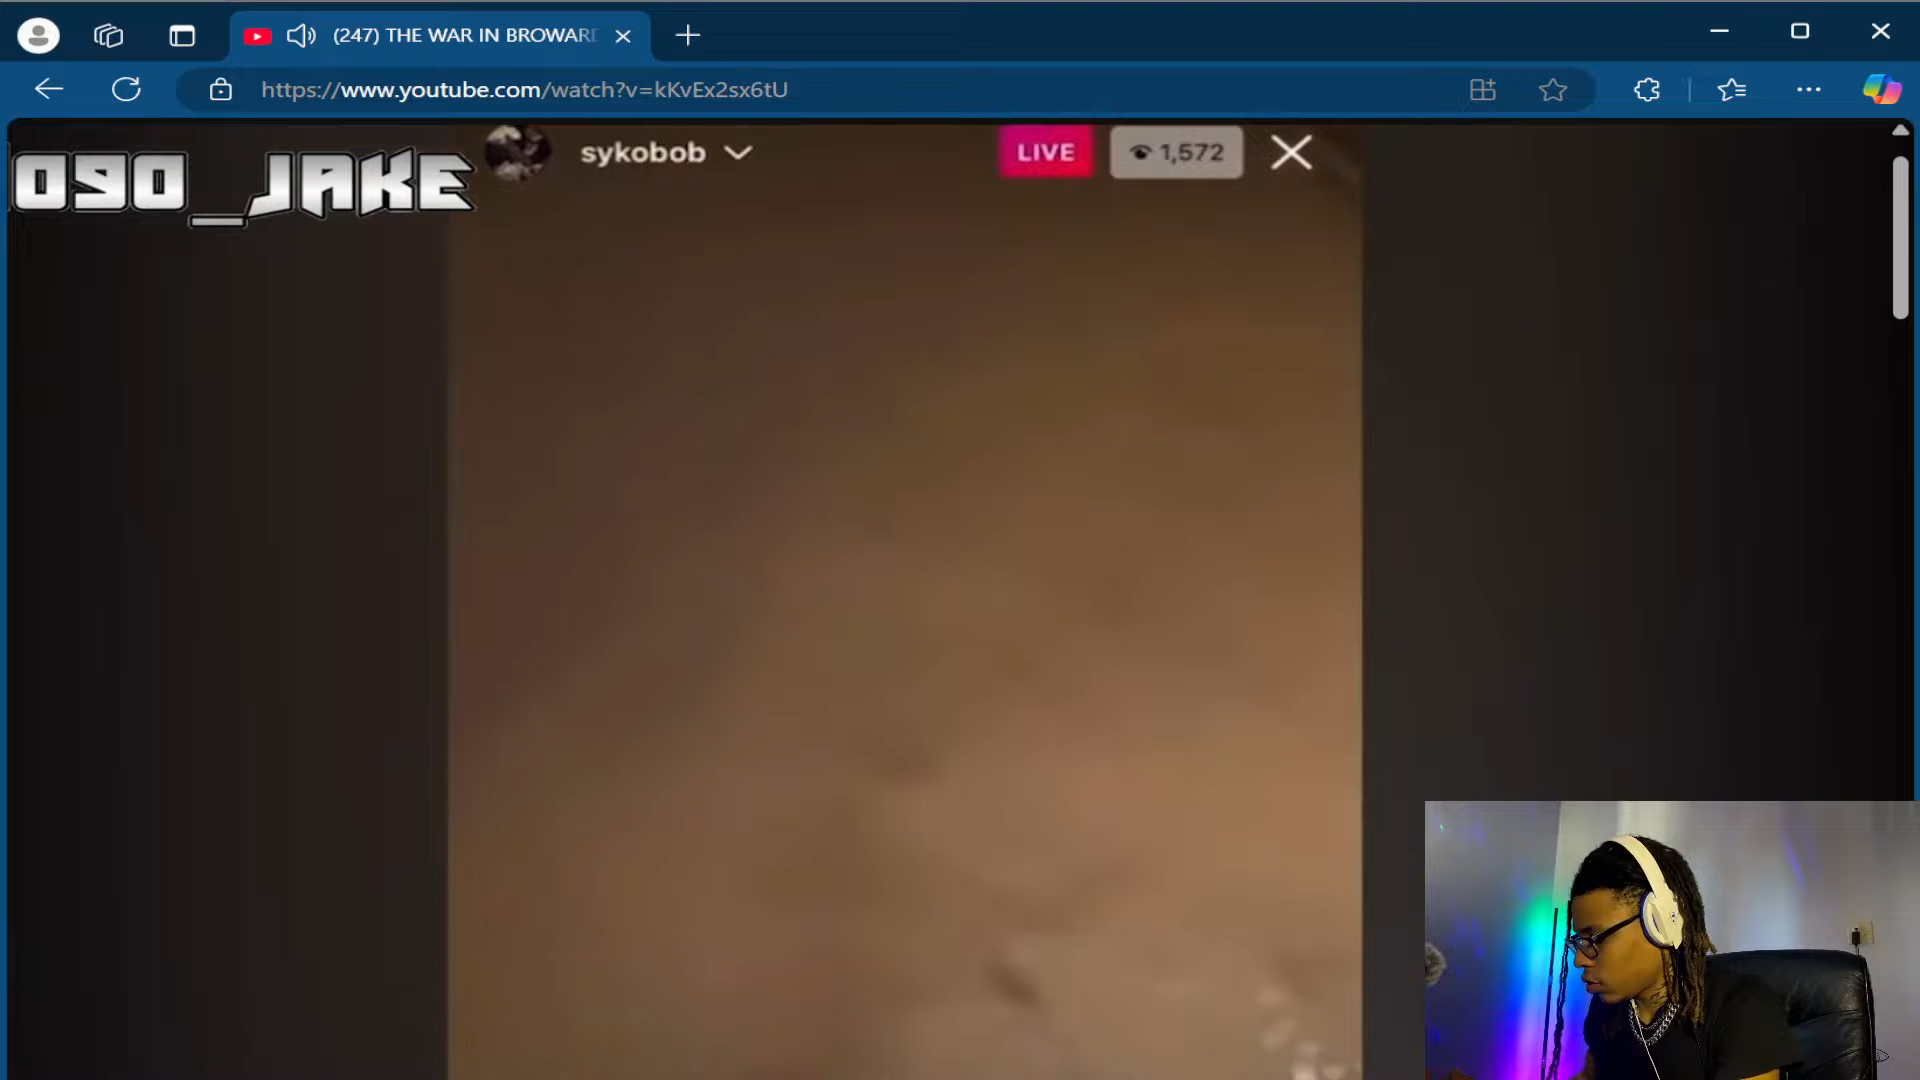 (247) THE WAR IN BROWARD
https://www.youtube.com/watch?v=kKvEx2sx6tU
090_JAKE
sykobob
LIVE
1,572